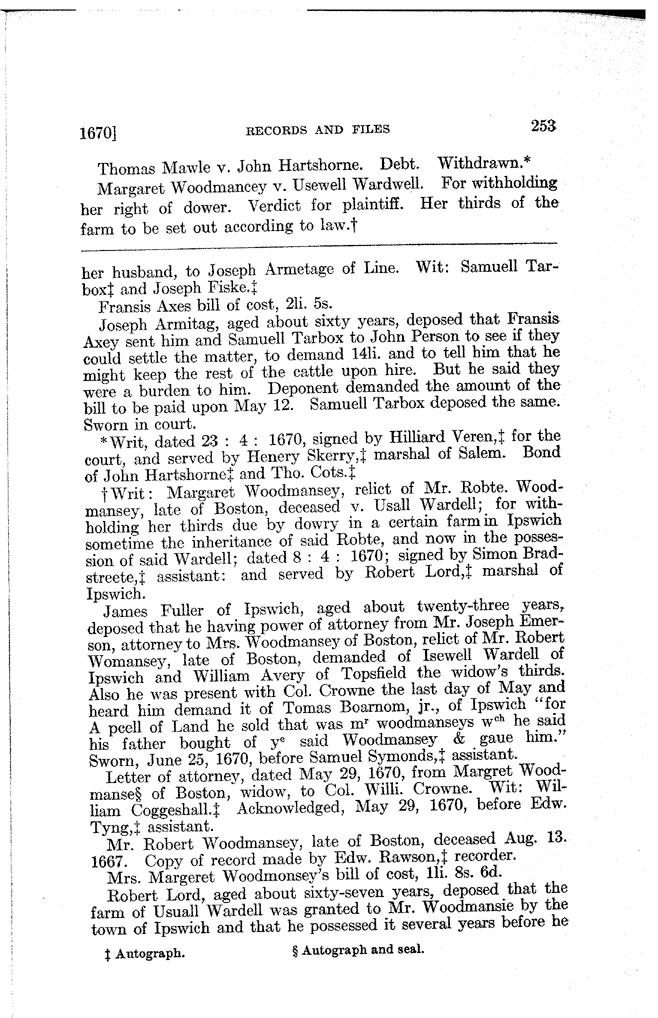 1670] RECORDS AND FILES 253
Thomas Mawle v. John Hartshorne. Debt. Withdrawn.*
Margaret Woodmancey v. Usewell Wardwell. For withholding
her right of dower. Verdict for plaintiff. Her thirds of the
farm to be set out according to law.†
her husband, to Joseph Armetage of Line. Wit: Samuell Tar-
box‡ and Joseph Fiske.‡
Fransis Axes bill of cost, 2li. 5s.
Joseph Armitag, aged about sixty years, deposed that Fransis
Axey sent him and Samuell Tarbox to John Person to see if they
could settle the matter, to demand 14li. and to tell him that he
might keep the rest of the cattle upon hire. But he said they
were a burden to him. Deponent demanded the amount of the
bill to be paid upon May 12. Samuell Tarbox deposed the same.
Sworn in court.
*Writ, dated 23 : 4 : 1670, signed by Hilliard Veren,‡ for the
court, and served by Henery Skerry,‡ marshal of Salem. Bond
of John Hartshorne‡ and Tho. Cots.‡
†Writ: Margaret Woodmansey, relict of Mr. Robte. Wood-
mansey, late of Boston, deceased v. Usall Wardell; for with-
holding her thirds due by dowry in a certain farm in Ipswich
sometime the inheritance of said Robte, and now in the posses-
sion of said Wardell; dated 8 : 4 : 1670; signed by Simon Brad-
streete,‡ assistant: and served by Robert Lord,‡ marshal of
Ipswich.
James Fuller of Ipswich, aged about twenty-three years,
deposed that he having power of attorney from Mr. Joseph Emer-
son, attorney to Mrs. Woodmansey of Boston, relict of Mr. Robert
Womansey, late of Boston, demanded of Isewell Wardell of
Ipswich and William Avery of Topsfield the widow's thirds.
Also he was present with Col. Crowne the last day of May and
heard him demand it of Tomas Boarnom, jr., of Ipswich "for
A pcell of Land he sold that was mʳ woodmanseys wᶜʰ he said
his father bought of yᵉ said Woodmansey & gaue him."
Sworn, June 25, 1670, before Samuel Symonds,‡ assistant.
Letter of attorney, dated May 29, 1670, from Margret Wood-
manse§ of Boston, widow, to Col. Willi. Crowne. Wit: Wil-
liam Coggeshall.‡ Acknowledged, May 29, 1670, before Edw.
Tyng,‡ assistant.
Mr. Robert Woodmansey, late of Boston, deceased Aug. 13.
1667. Copy of record made by Edw. Rawson,‡ recorder.
Mrs. Margeret Woodmonsey's bill of cost, 1li. 8s. 6d.
Robert Lord, aged about sixty-seven years, deposed that the
farm of Usuall Wardell was granted to Mr. Woodmansie by the
town of Ipswich and that he possessed it several years before he
‡ Autograph. § Autograph and seal.